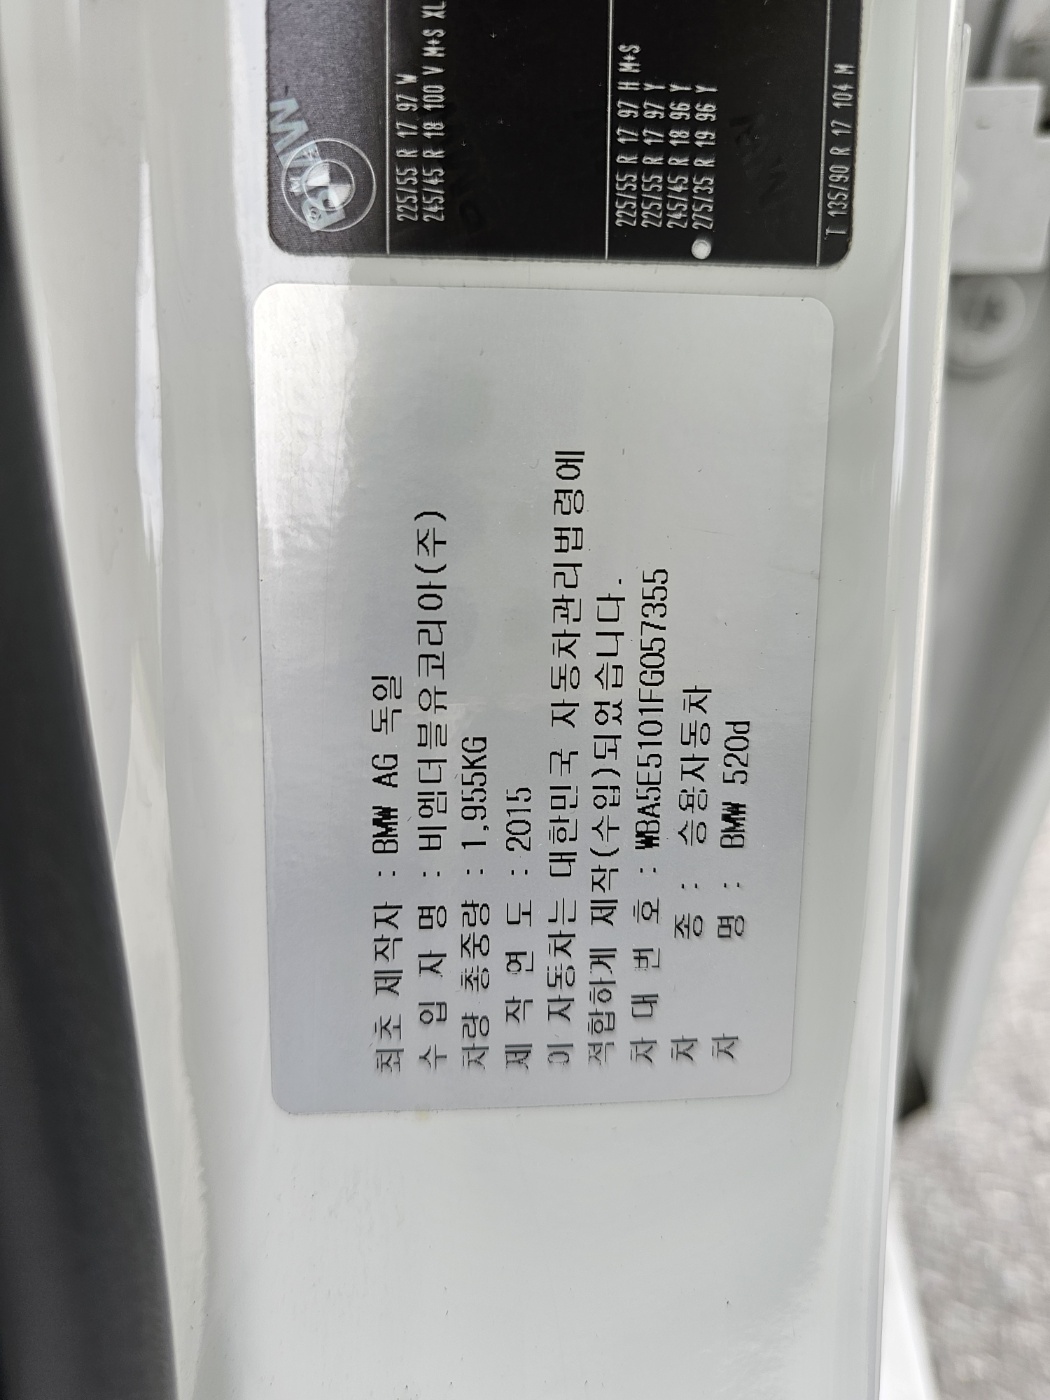 BMW
225/55 R 17 97 W
245/45 R 18 100 V M+S XL
225/55 R 17 97 H M+S
225/55 R 17 97 Y
245/45 R 18 96 Y
275/35 R 19 96 Y
T 135/80 R 17 104 M
최초 제작자 : BMW AG 독일
수 입 자 명 : 비엠더블유코리아(주)
차량 총중량 : 1,955KG
제 작 연 도 : 2015
이 자동차는 대한민국 자동차관리법령에
적합하게 제작(수입)되었습니다.
차 대 번 호 : WBA5E5101FG057355
차 종 : 승용자동차
차 명 : BMW 520d